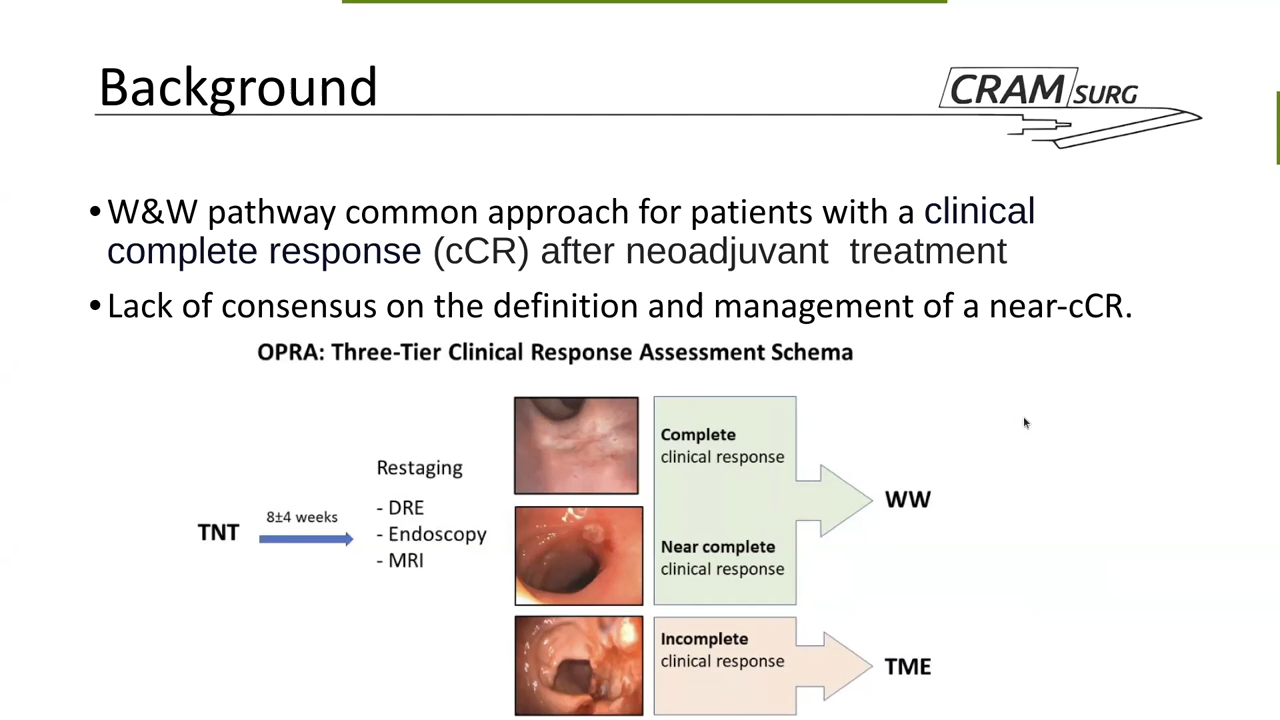 Background
CRAM SURG
•W&W pathway common approach for patients with a clinical
complete response (cCR) after neoadjuvant  treatment
•Lack of consensus on the definition and management of a near-cCR.
OPRA: Three-Tier Clinical Response Assessment Schema
TNT
8±4 weeks
Restaging
- DRE
- Endoscopy
- MRI
Complete
clinical response
Near complete
clinical response
WW
Incomplete
clinical response
TME